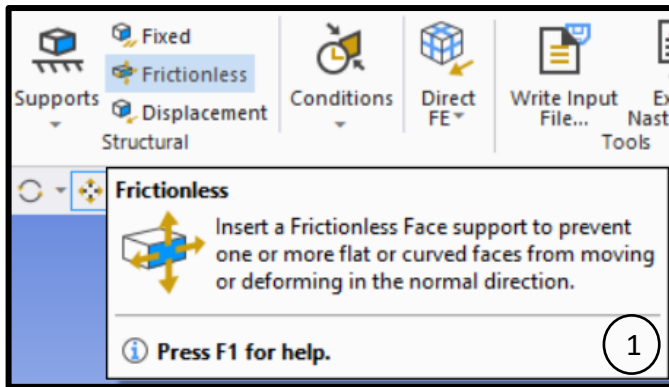 Fixed
Frictionless
Displacement
Supports
Conditions
Direct
FE
Write Input
File...
Structural
Tools
Frictionless
Insert a Frictionless Face support to prevent
one or more flat or curved faces from moving
or deforming in the normal direction.
Press F1 for help.
1